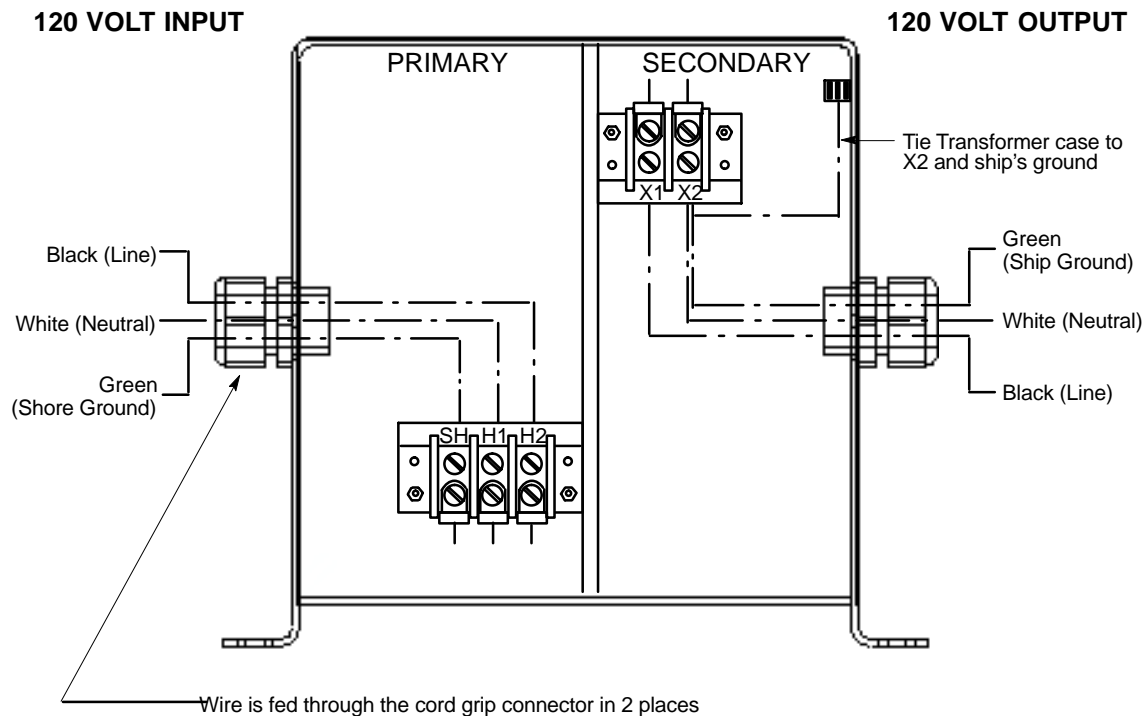 120 VOLT INPUT
120 VOLT OUTPUT
PRIMARY
SECONDARY
Tie Transformer case to
X2 and ship's ground
X1 X2
Black (Line)
White (Neutral)
Green
(Shore Ground)
Green
(Ship Ground)
White (Neutral)
Black (Line)
SH H1 H2
Wire is fed through the cord grip connector in 2 places